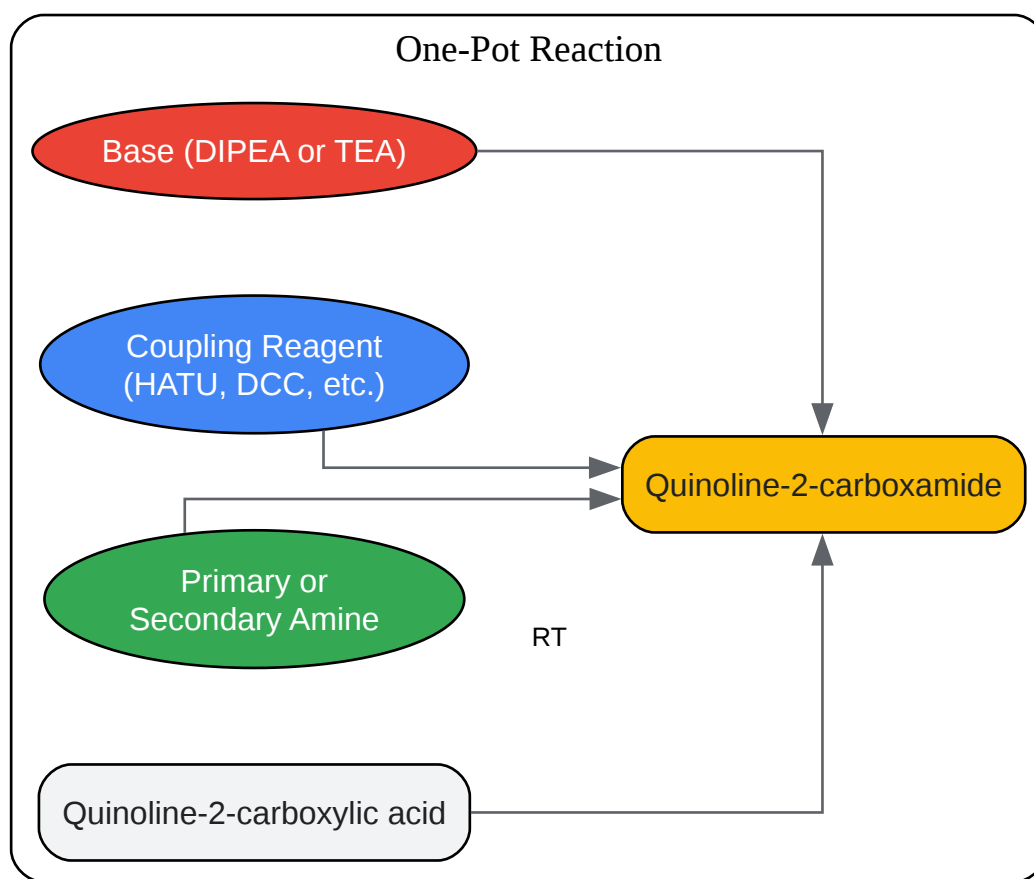 One-Pot Reaction
Base (DIPEA or TEA)
Coupling Reagent
(HATU, DCC, etc.)
Quinoline-2-carboxamide
Primary or
Secondary Amine
RT
Quinoline-2-carboxylic acid